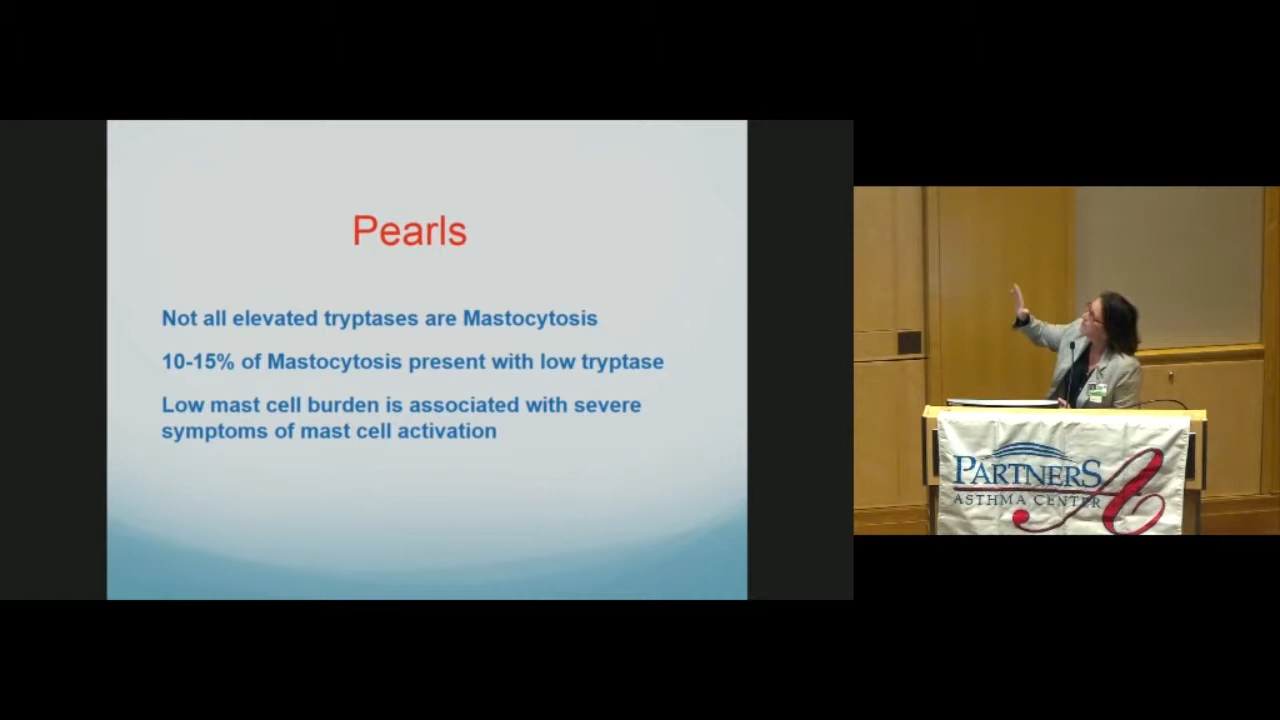 Pearls
Not all elevated tryptases are Mastocytosis
10-15% of Mastocytosis present with low tryptase
Low mast cell burden is associated with severe
symptoms of mast cell activation
PARTNERS
ASTHMA CENTER
A